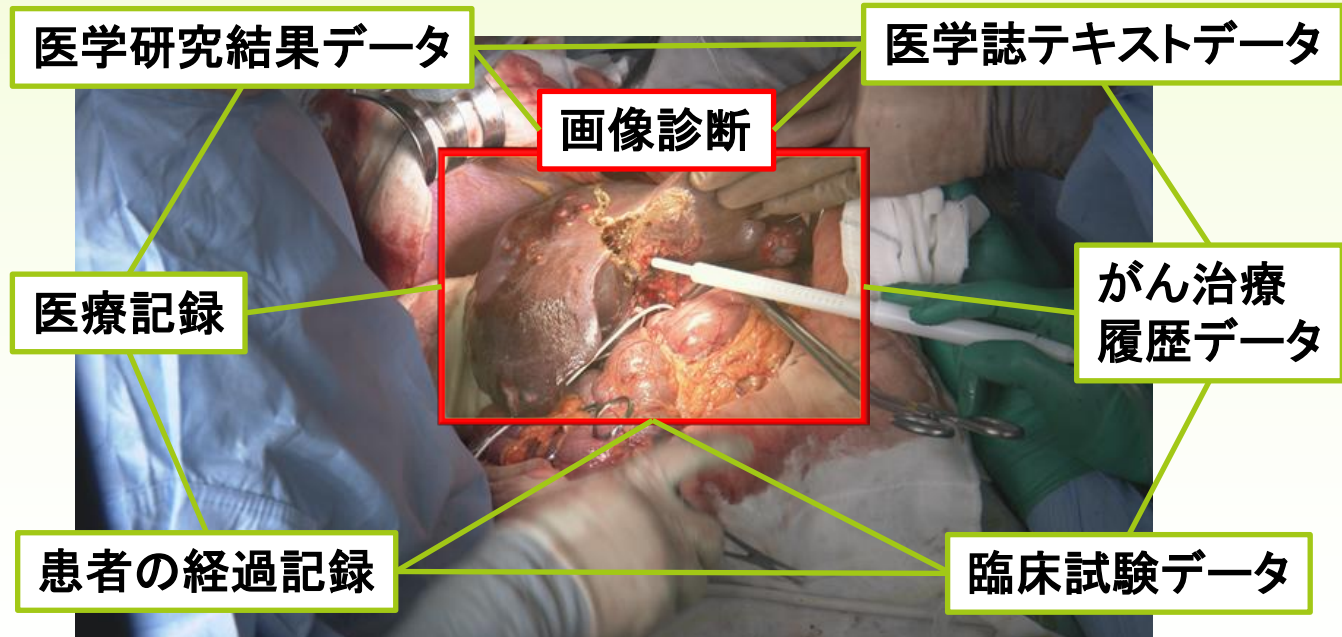 医学研究結果データ
医学誌テキストデータ
画像診断
医療記録
がん治療
履歴データ
患者の経過記録
臨床試験データ